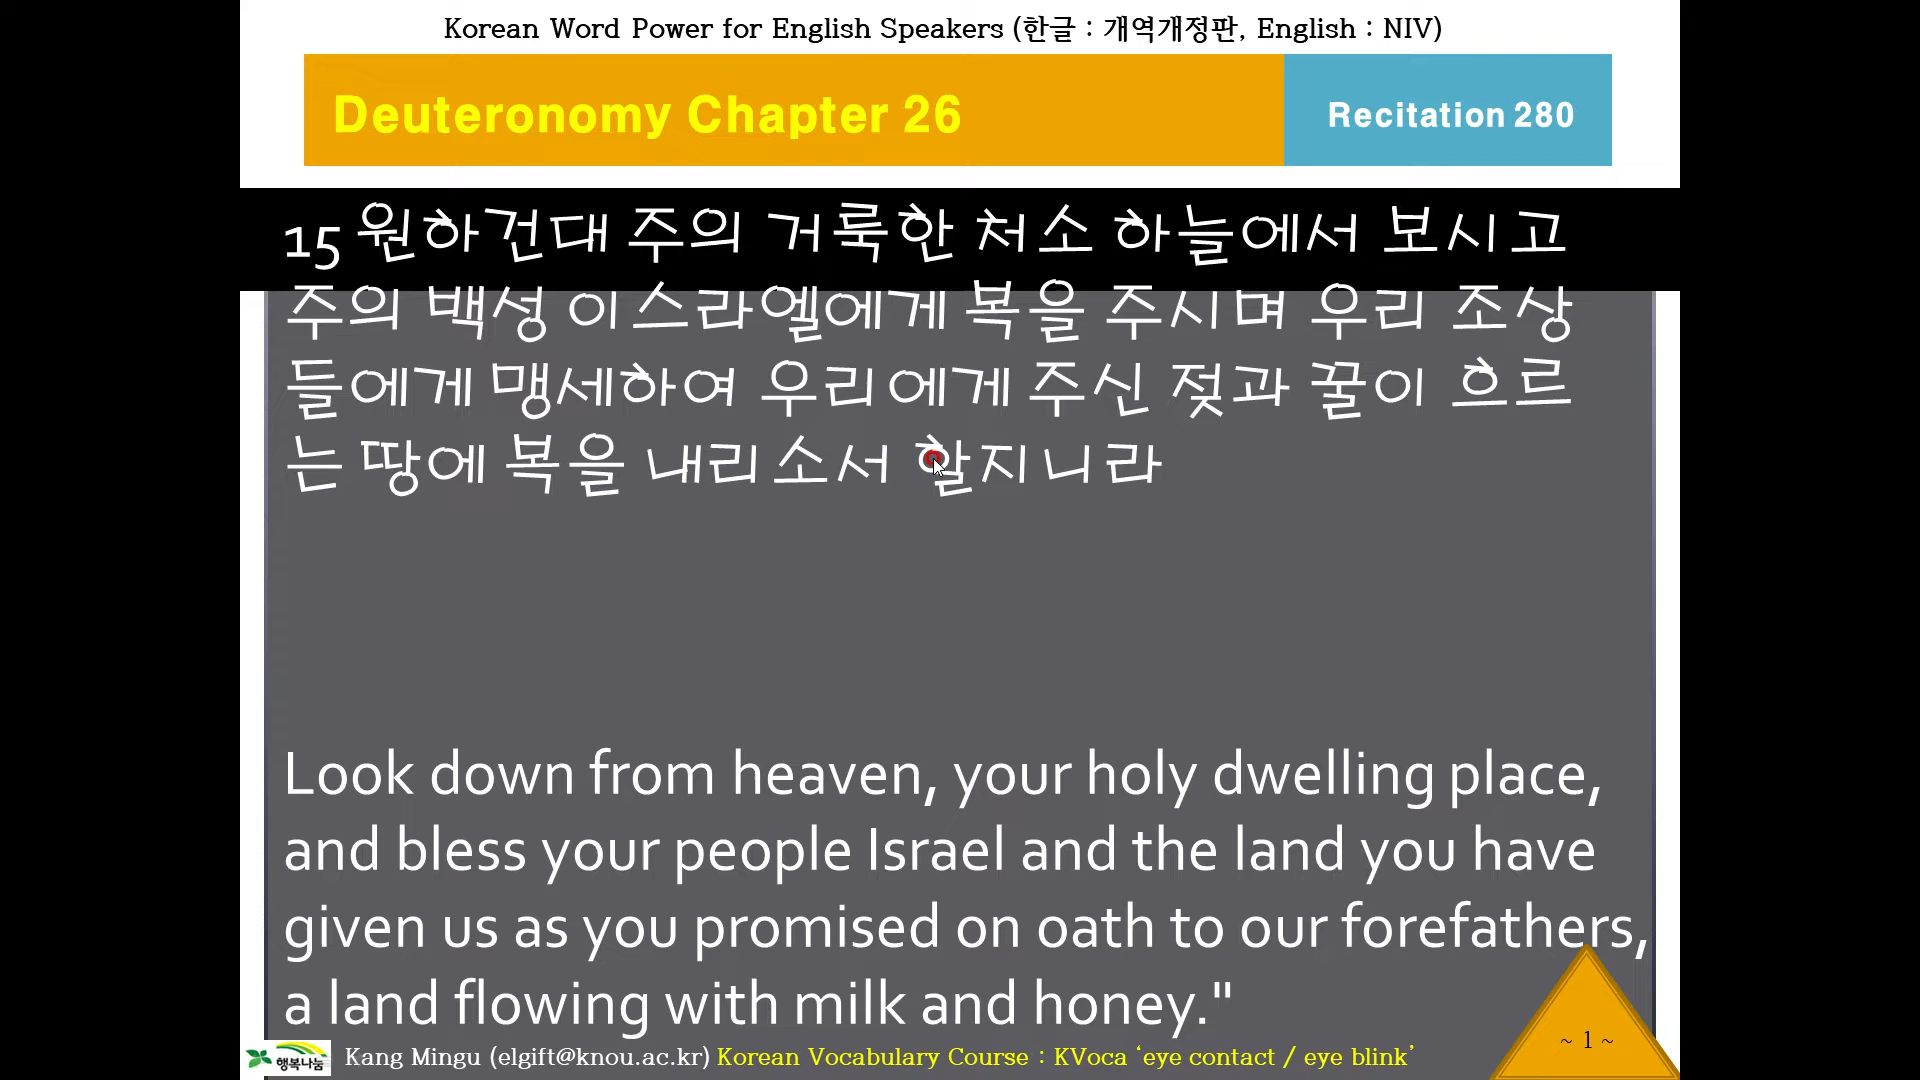 Korean Word Power for English Speakers (한글 : 개역개정판, English : NIV)
Deuteronomy Chapter 26
Recitation 280
15 원하건대 주의 거룩한 처소 하늘에서 보시고
주의 백성 이스라엘에게 복을 주시며 우리 조상
들에게 맹세하여 우리에게 주신 젖과 꿀이 흐르
는 땅에 복을 내리소서 할지니라
Look down from heaven, your holy dwelling place,
and bless your people Israel and the land you have
given us as you promised on oath to our forefathers,
a land flowing with milk and honey."
행복나눔
Kang Mingu (elgift@knou.ac.kr) Korean Vocabulary Course : KVoca ‘eye contact / eye blink’
~ 1 ~